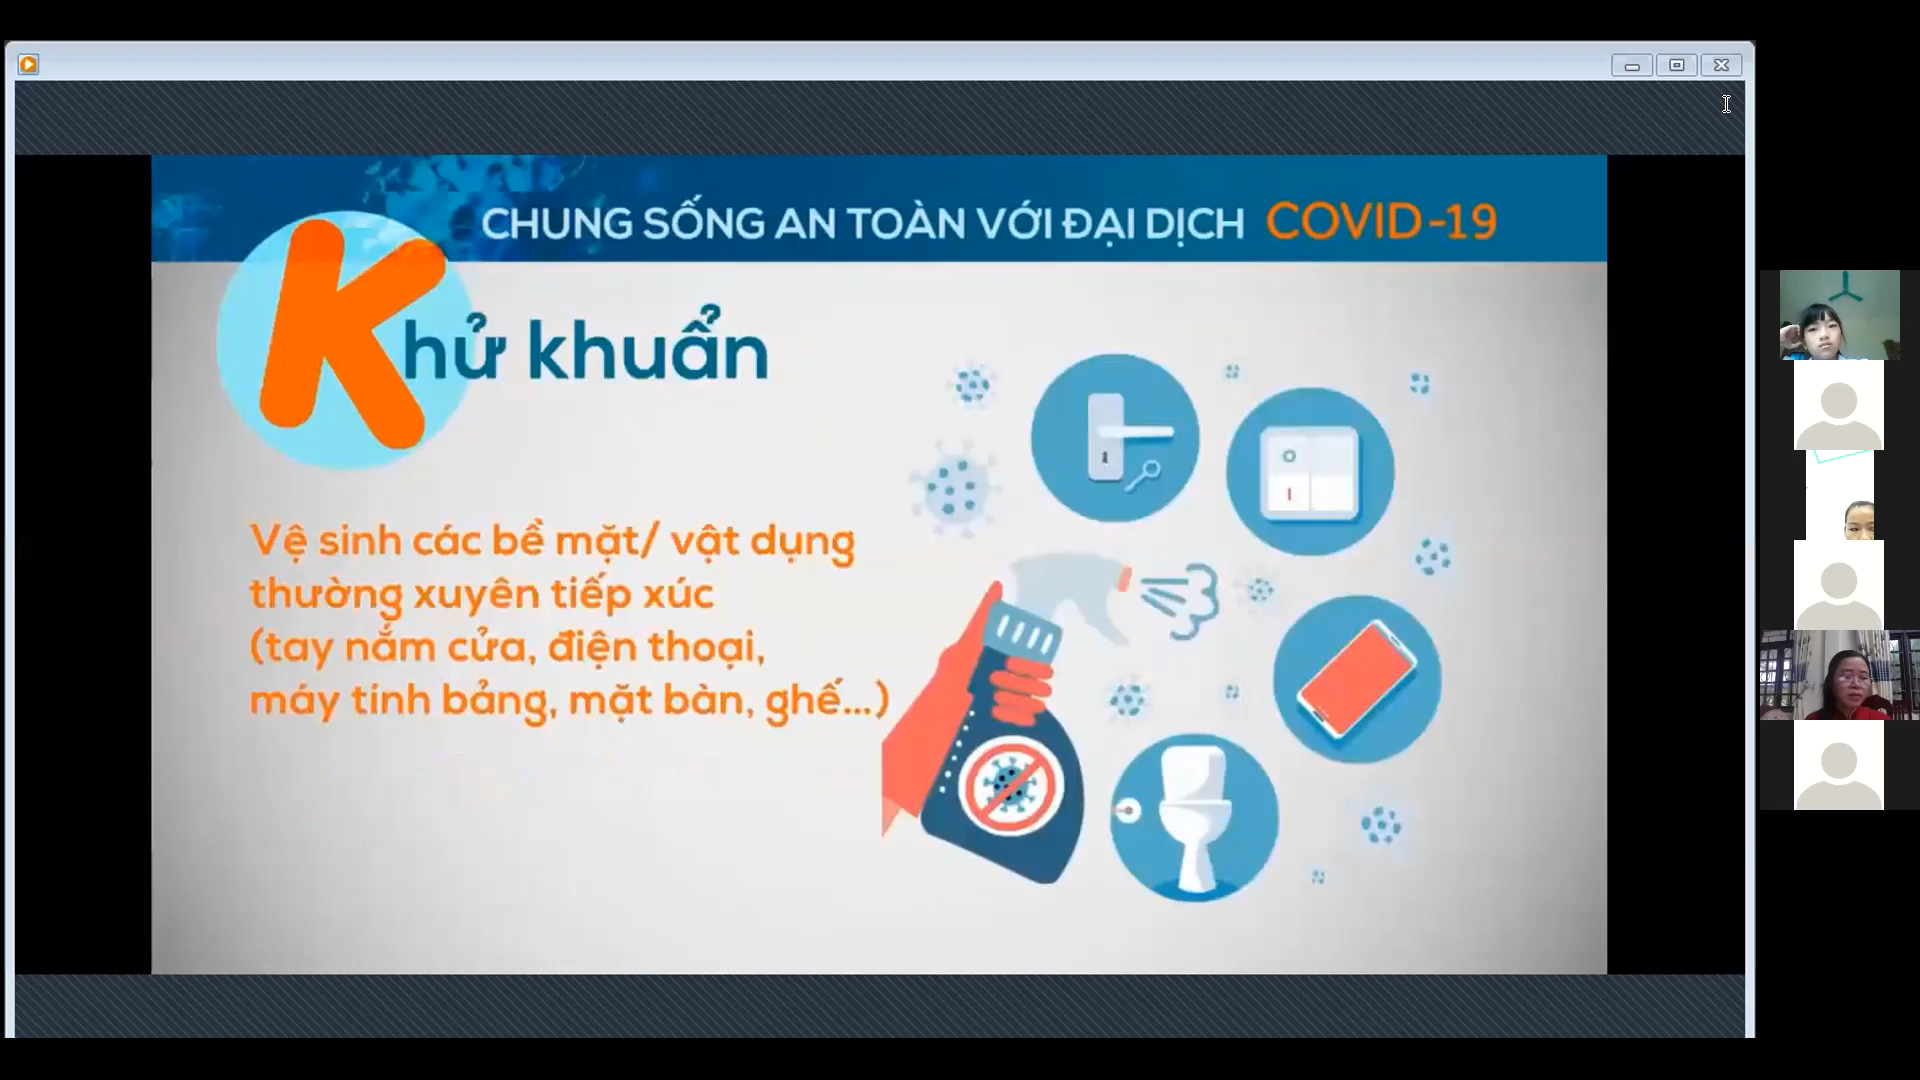 CHUNG SỐNG AN TOÀN VỚI ĐẠI DỊCH COVID-19
Khử khuẩn
Vệ sinh các bề mặt/ vật dụng
thường xuyên tiếp xúc
(tay nắm cửa, điện thoại,
máy tính bảng, mặt bàn, ghế...)